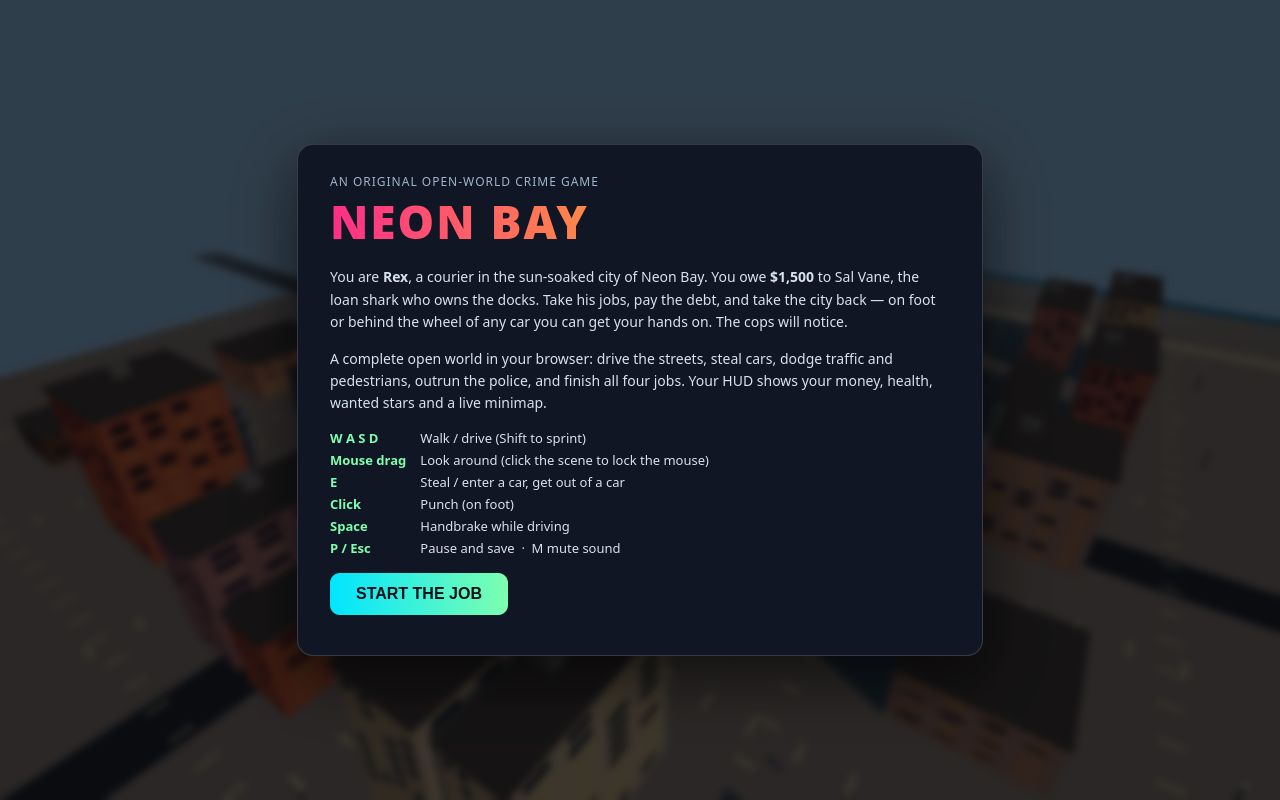 AN ORIGINAL OPEN-WORLD CRIME GAME
NEON BAY
You are Rex, a courier in the sun-soaked city of Neon Bay. You owe $1,500 to Sal Vane, the
loan shark who owns the docks. Take his jobs, pay the debt, and take the city back — on foot
or behind the wheel of any car you can get your hands on. The cops will notice.
A complete open world in your browser: drive the streets, steal cars, dodge traffic and
pedestrians, outrun the police, and finish all four jobs. Your HUD shows your money, health,
wanted stars and a live minimap.
W A S D Walk / drive (Shift to sprint)
Mouse drag Look around (click the scene to lock the mouse)
E Steal / enter a car, get out of a car
Click Punch (on foot)
Space Handbrake while driving
P / Esc Pause and save · M mute sound
START THE JOB